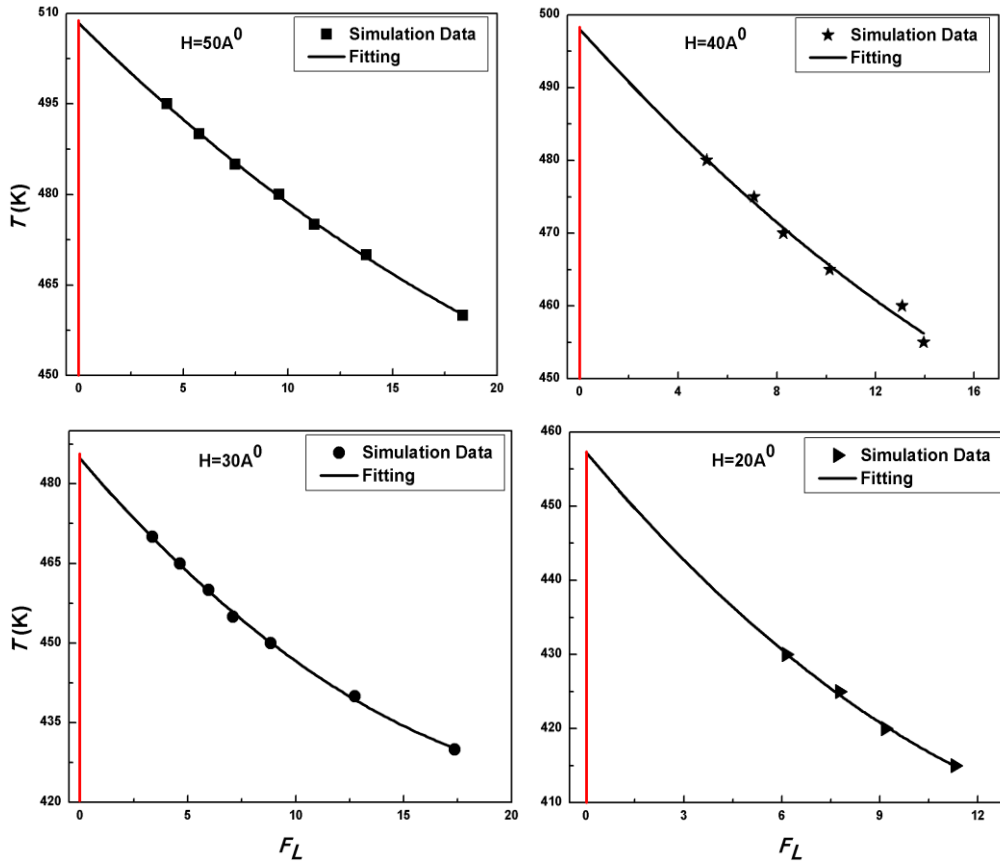 H=50A⁰
Simulation Data
Fitting
T (K)
510
495
480
465
450
0 5 10 15 20
H=40A⁰
Simulation Data
Fitting
500
490
480
470
460
450
0 4 8 12 16
H=30A⁰
Simulation Data
Fitting
T (K)
480
465
450
435
420
0 5 10 15 20
F_L
H=20A⁰
Simulation Data
Fitting
460
450
440
430
420
410
0 3 6 9 12
F_L